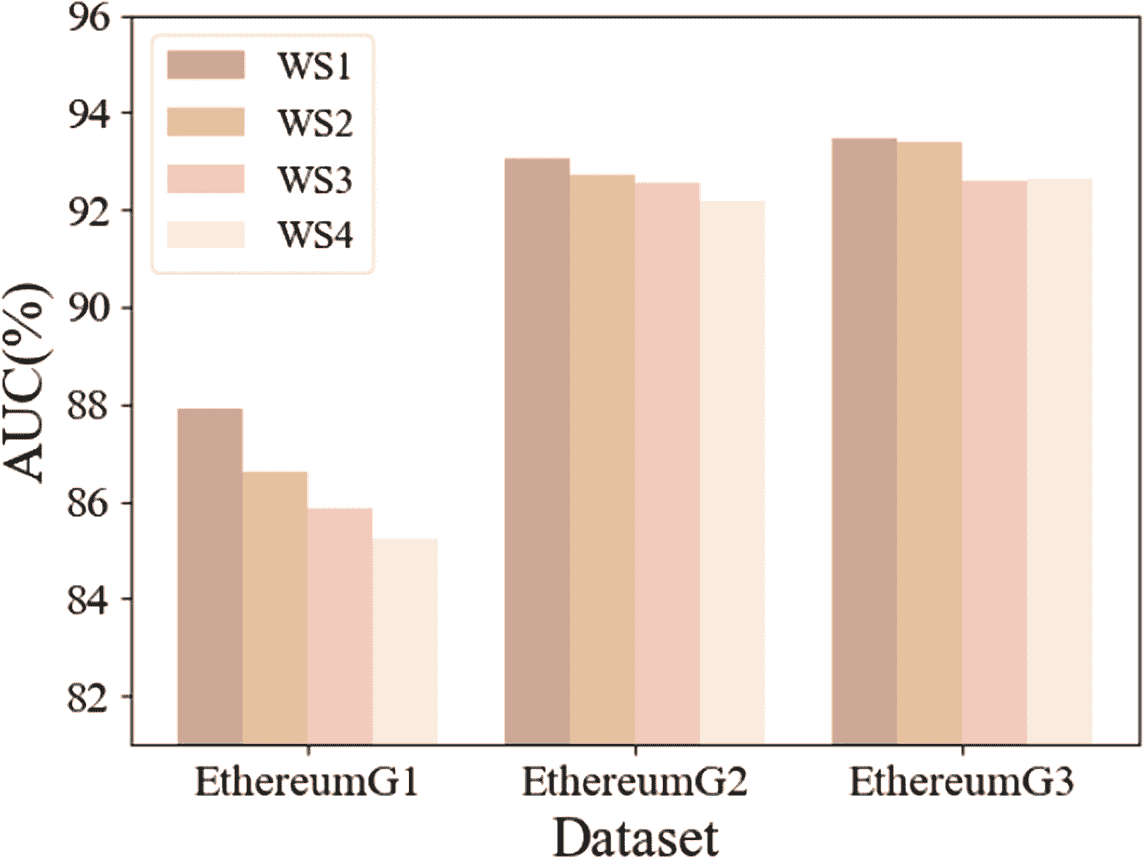 96
94
92
90
88
86
84
82
AUC(%)
WS1
WS2
WS3
WS4
EthereumG1 EthereumG2 EthereumG3
Dataset